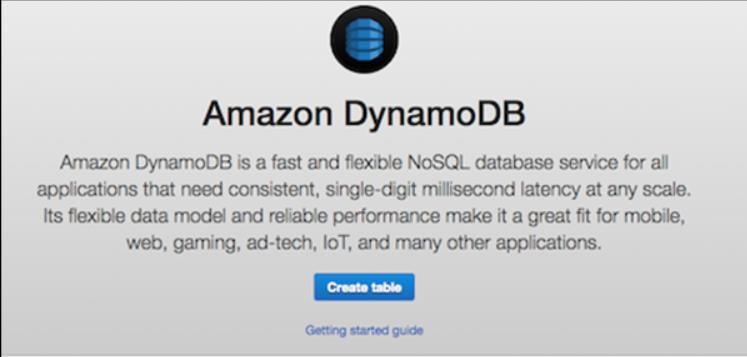 Amazon DynamoDB
Amazon DynamoDB is a fast and flexible NoSQL database service for all
applications that need consistent, single-digit millisecond latency at any scale.
Its flexible data model and reliable performance make it a great fit for mobile,
web, gaming, ad-tech, IoT, and many other applications.
Create table
Getting started guide